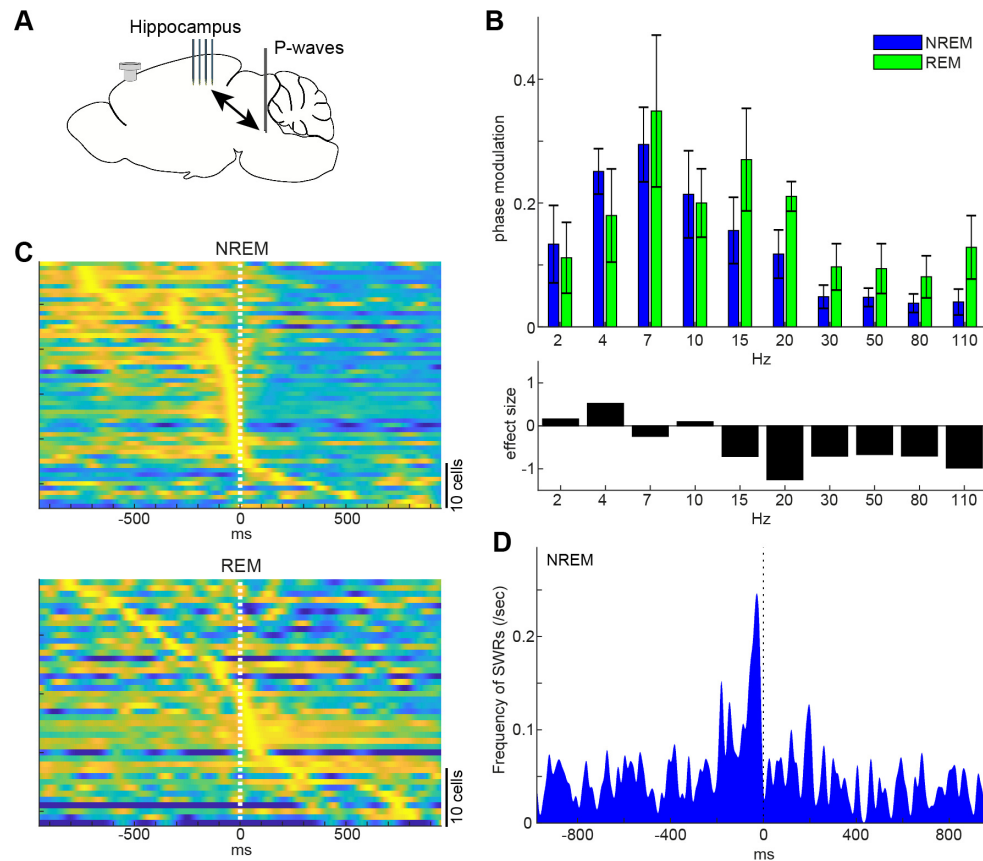 A
Hippocampus
P-waves
B
NREM
REM
phase modulation
0.4
0.2
0
2 4 7 10 15 20 30 50 80 110
Hz
effect size
1
0
-1
2 4 7 10 15 20 30 50 80 110
Hz
C
NREM
10 cells
-500 0 500
ms
REM
10 cells
-500 0 500
ms
D
NREM
Frequency of SWRs (/sec)
0.2
0.1
0
-800 -400 0 400 800
ms